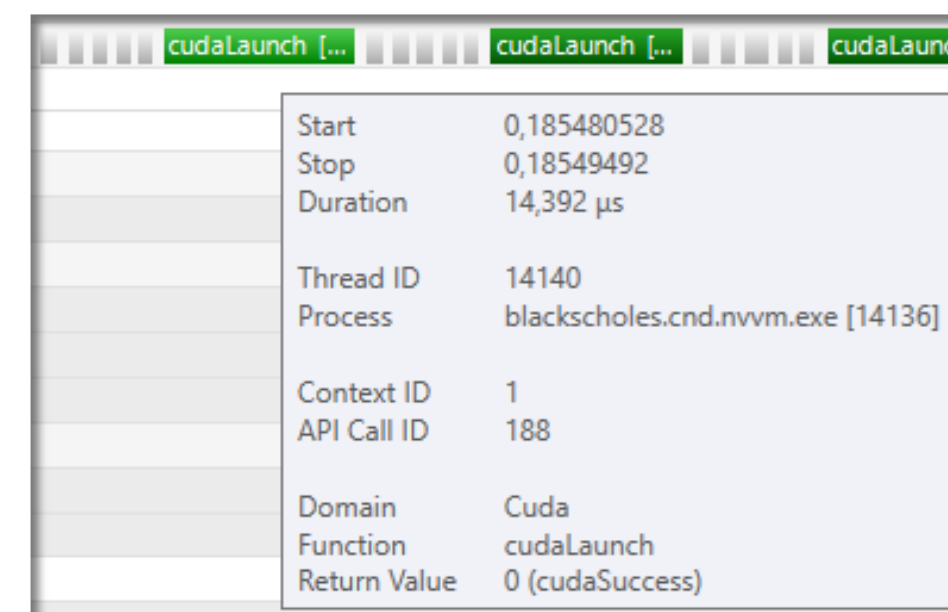 cudaLaunch [... cudaLaunch [... cudaLaun
Start 0,185480528
Stop 0,18549492
Duration 14,392 µs
Thread ID 14140
Process blackscholes.cnd.nvvm.exe [14136]
Context ID 1
API Call ID 188
Domain Cuda
Function cudaLaunch
Return Value 0 (cudaSuccess)